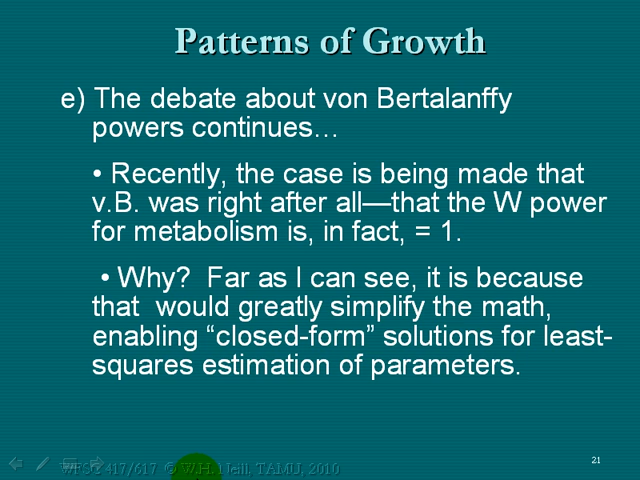 Patterns of Growth
e) The debate about von Bertalanffy
powers continues…
• Recently, the case is being made that
v.B. was right after all—that the W power
for metabolism is, in fact, = 1.
• Why?  Far as I can see, it is because
that  would greatly simplify the math,
enabling “closed-form” solutions for least-
squares estimation of parameters.
WFSC 417/617 © W.H. Neill, TAMU, 2010
21